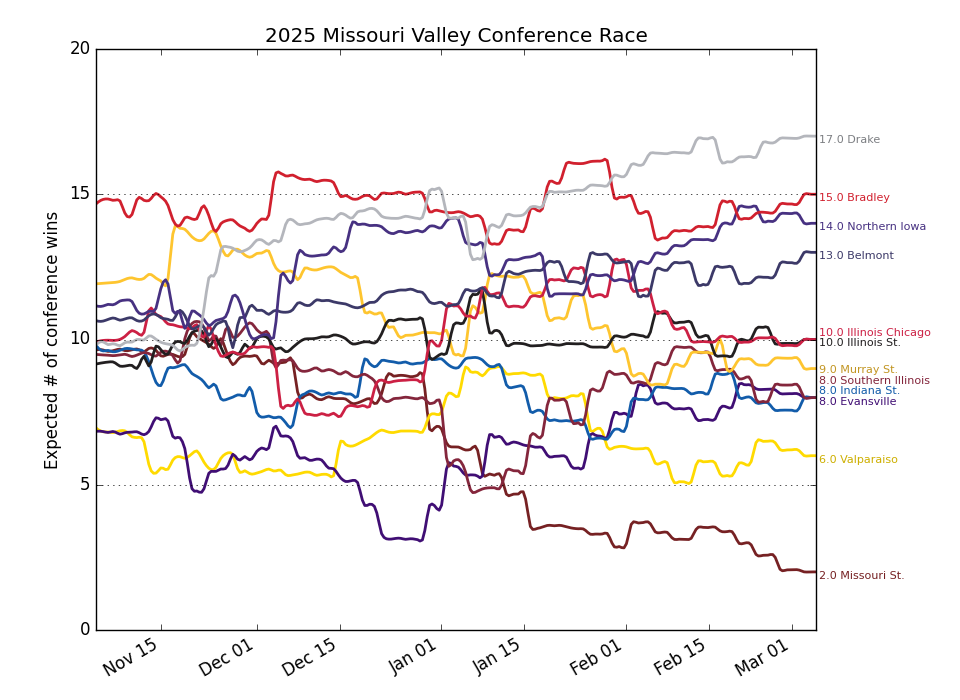 2025 Missouri Valley Conference Race
Expected # of conference wins
20
15
10
5
0
17.0 Drake
15.0 Bradley
14.0 Northern Iowa
13.0 Belmont
10.0 Illinois Chicago
10.0 Illinois St.
9.0 Murray St.
8.0 Southern Illinois
8.0 Indiana St.
8.0 Evansville
6.0 Valparaiso
2.0 Missouri St.
Nov 15
Dec 01
Dec 15
Jan 01
Jan 15
Feb 01
Feb 15
Mar 01